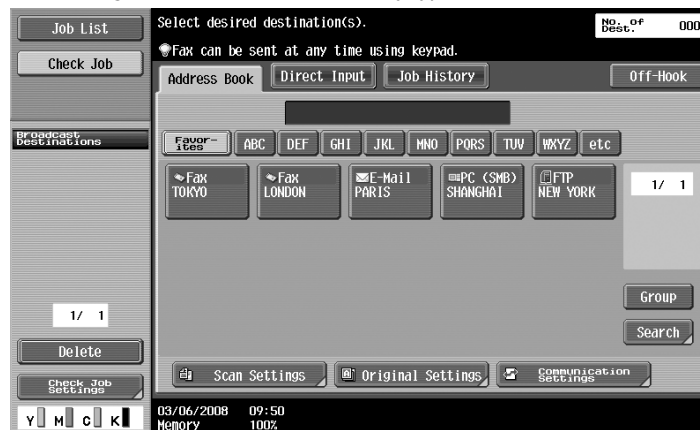 Job List
Check Job
Broadcast
Destinations
1/ 1
Delete
Check Job
Settings
Y M C K
Select desired destination(s).
Fax can be sent at any time using keypad.
No. of
Dest. 000
Address Book Direct Input Job History Off-Hook
Favor-
ites ABC DEF GHI JKL MNO PQRS TUV WXYZ etc
Fax
TOKYO
Fax
LONDON
E-Mail
PARIS
PC (SMB)
SHANGHAI
FTP
NEW YORK
1/ 1
Group
Search
Scan Settings Original Settings Communication
Settings
03/06/2008 09:50
Memory 100%